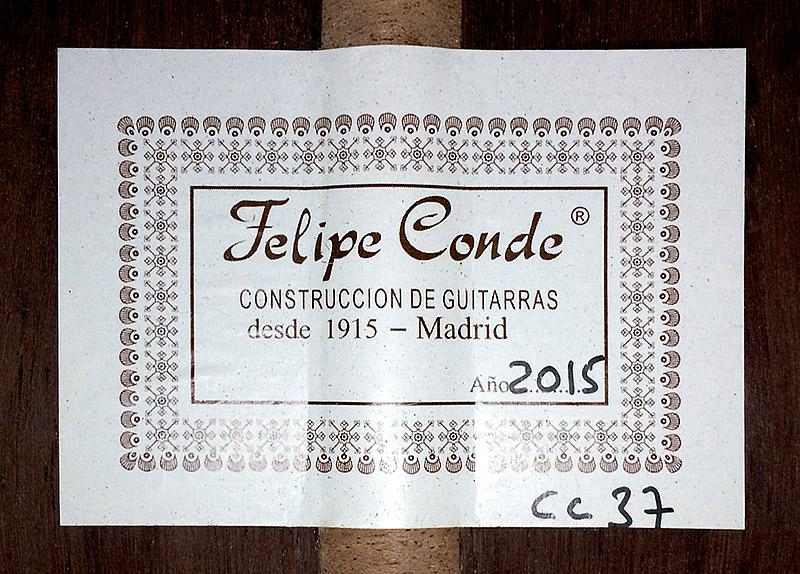 Felipe Conde ®
CONSTRUCCION DE GUITARRAS
desde 1915 – Madrid
Año 2015
CC 37